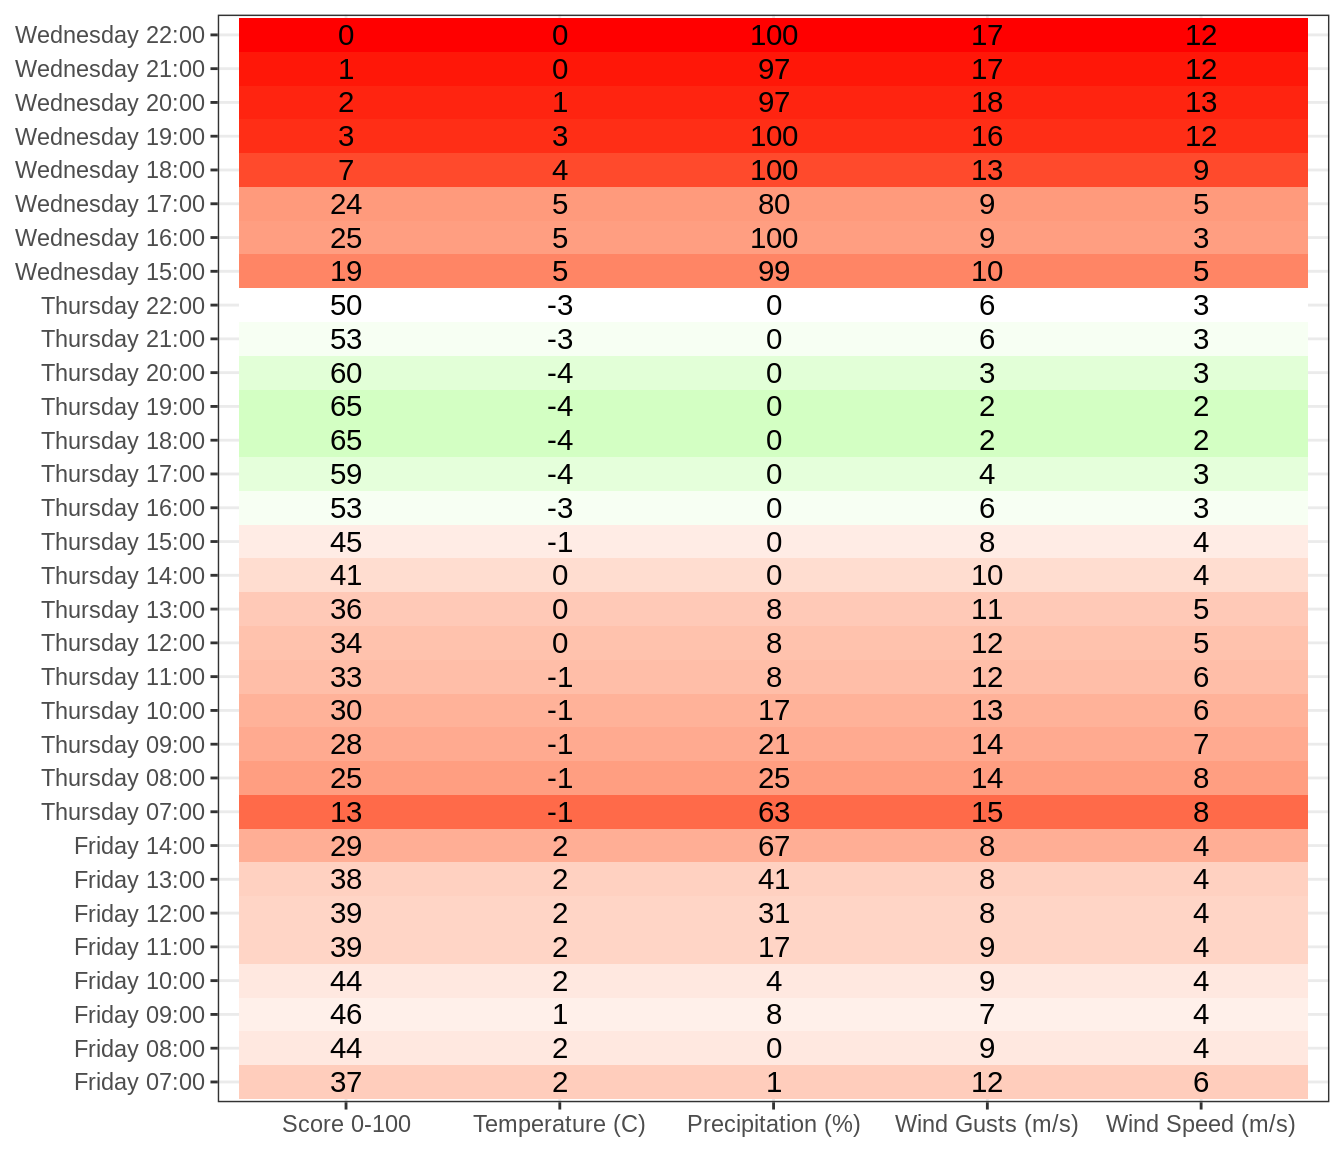 Wednesday 22:00 0 0 100 17 12
Wednesday 21:00 1 0 97 17 12
Wednesday 20:00 2 1 97 18 13
Wednesday 19:00 3 3 100 16 12
Wednesday 18:00 7 4 100 13 9
Wednesday 17:00 24 5 80 9 5
Wednesday 16:00 25 5 100 9 3
Wednesday 15:00 19 5 99 10 5
Thursday 22:00 50 -3 0 6 3
Thursday 21:00 53 -3 0 6 3
Thursday 20:00 60 -4 0 3 3
Thursday 19:00 65 -4 0 2 2
Thursday 18:00 65 -4 0 2 2
Thursday 17:00 59 -4 0 4 3
Thursday 16:00 53 -3 0 6 3
Thursday 15:00 45 -1 0 8 4
Thursday 14:00 41 0 0 10 4
Thursday 13:00 36 0 8 11 5
Thursday 12:00 34 0 8 12 5
Thursday 11:00 33 -1 8 12 6
Thursday 10:00 30 -1 17 13 6
Thursday 09:00 28 -1 21 14 7
Thursday 08:00 25 -1 25 14 8
Thursday 07:00 13 -1 63 15 8
Friday 14:00 29 2 67 8 4
Friday 13:00 38 2 41 8 4
Friday 12:00 39 2 31 8 4
Friday 11:00 39 2 17 9 4
Friday 10:00 44 2 4 9 4
Friday 09:00 46 1 8 7 4
Friday 08:00 44 2 0 9 4
Friday 07:00 37 2 1 12 6
Score 0-100 Temperature (C) Precipitation (%) Wind Gusts (m/s) Wind Speed (m/s)